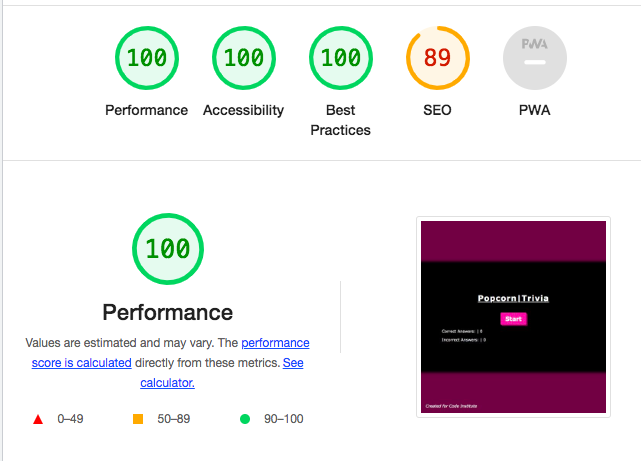 100 100 100 89 PWA
Performance Accessibility Best Practices SEO PWA
100
Performance
Values are estimated and may vary. The performance
score is calculated directly from these metrics. See
calculator.
0–49 50–89 90–100
Popcorn|Trivia
Start
Correct Answers: | 0
Incorrect Answers: | 0
Created for Code Institute